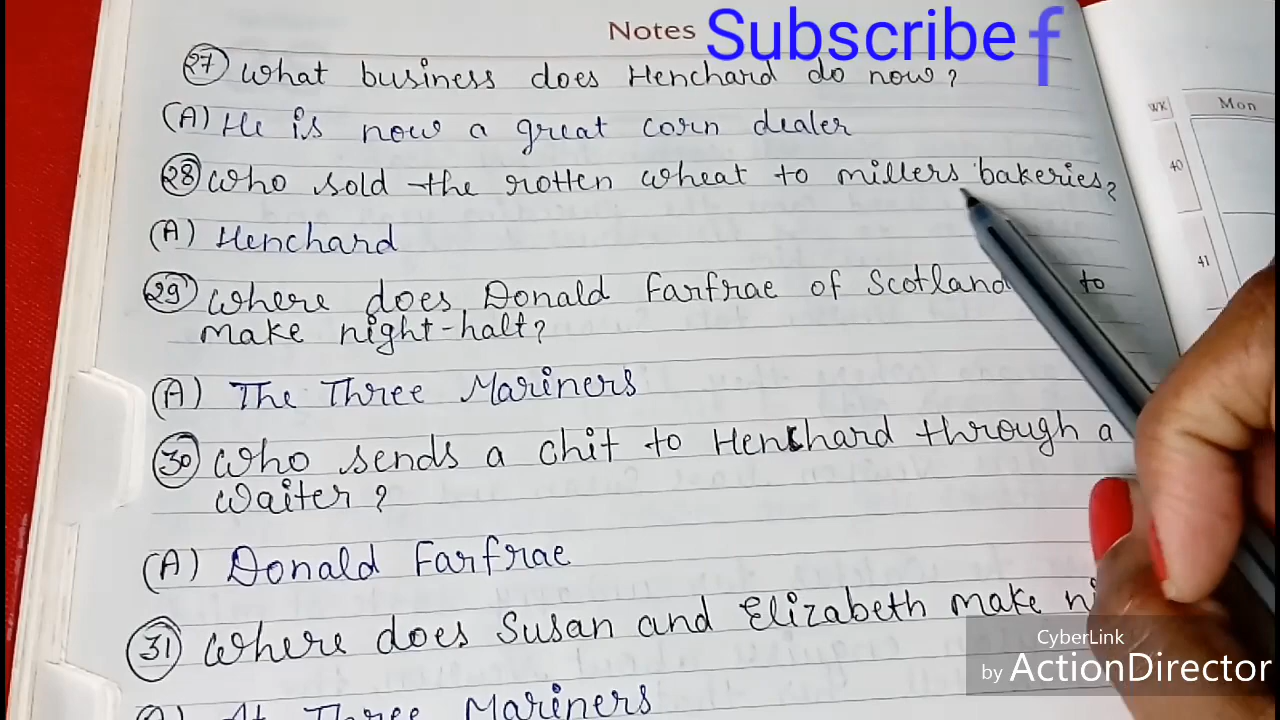 Notes Subscribe f
27 What business does Henchard do now?
(A) He is now a great corn dealer
28 Who sold the rotten wheat to millers bakeries?
(A) Henchard
29 Where does Donald Farfrae of Scotland to
make night-halt?
(A) The Three Mariners
30 Who sends a chit to Henchard through a
waiter?
(A) Donald Farfrae
31 Where does Susan and Elizabeth make
A) At Three Mariners
WK Mon
40
41
CyberLink
by ActionDirector